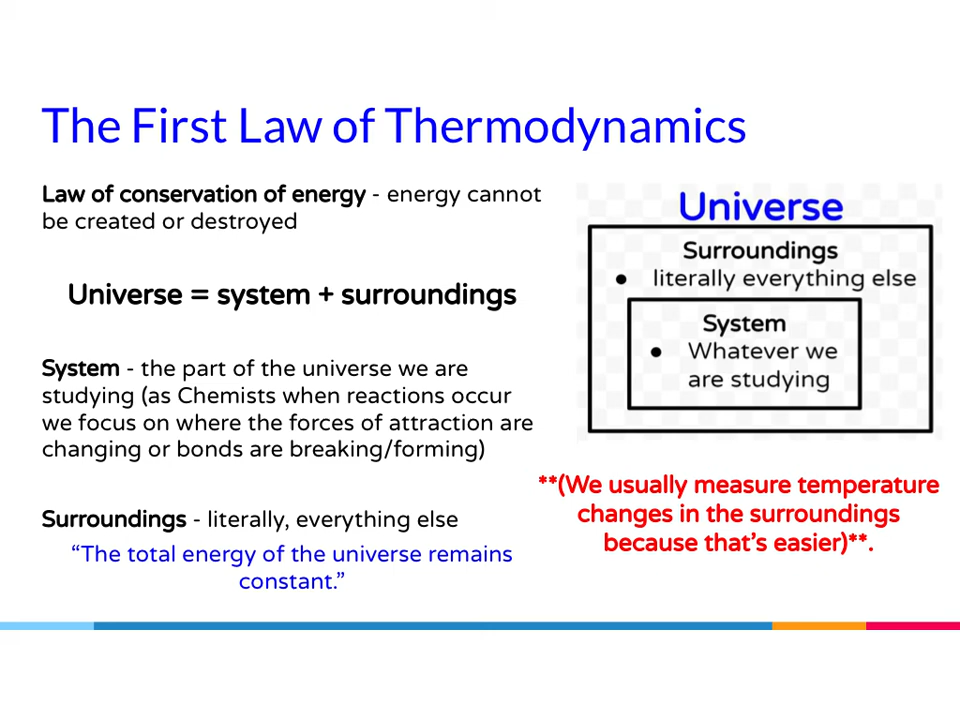 The First Law of Thermodynamics
Law of conservation of energy - energy cannot
be created or destroyed
Universe = system + surroundings
System - the part of the universe we are
studying (as Chemists when reactions occur
we focus on where the forces of attraction are
changing or bonds are breaking/forming)
Surroundings - literally, everything else
“The total energy of the universe remains
constant.”
Universe
Surroundings
● literally everything else
System
● Whatever we
are studying
**(We usually measure temperature
changes in the surroundings
because that’s easier)**.